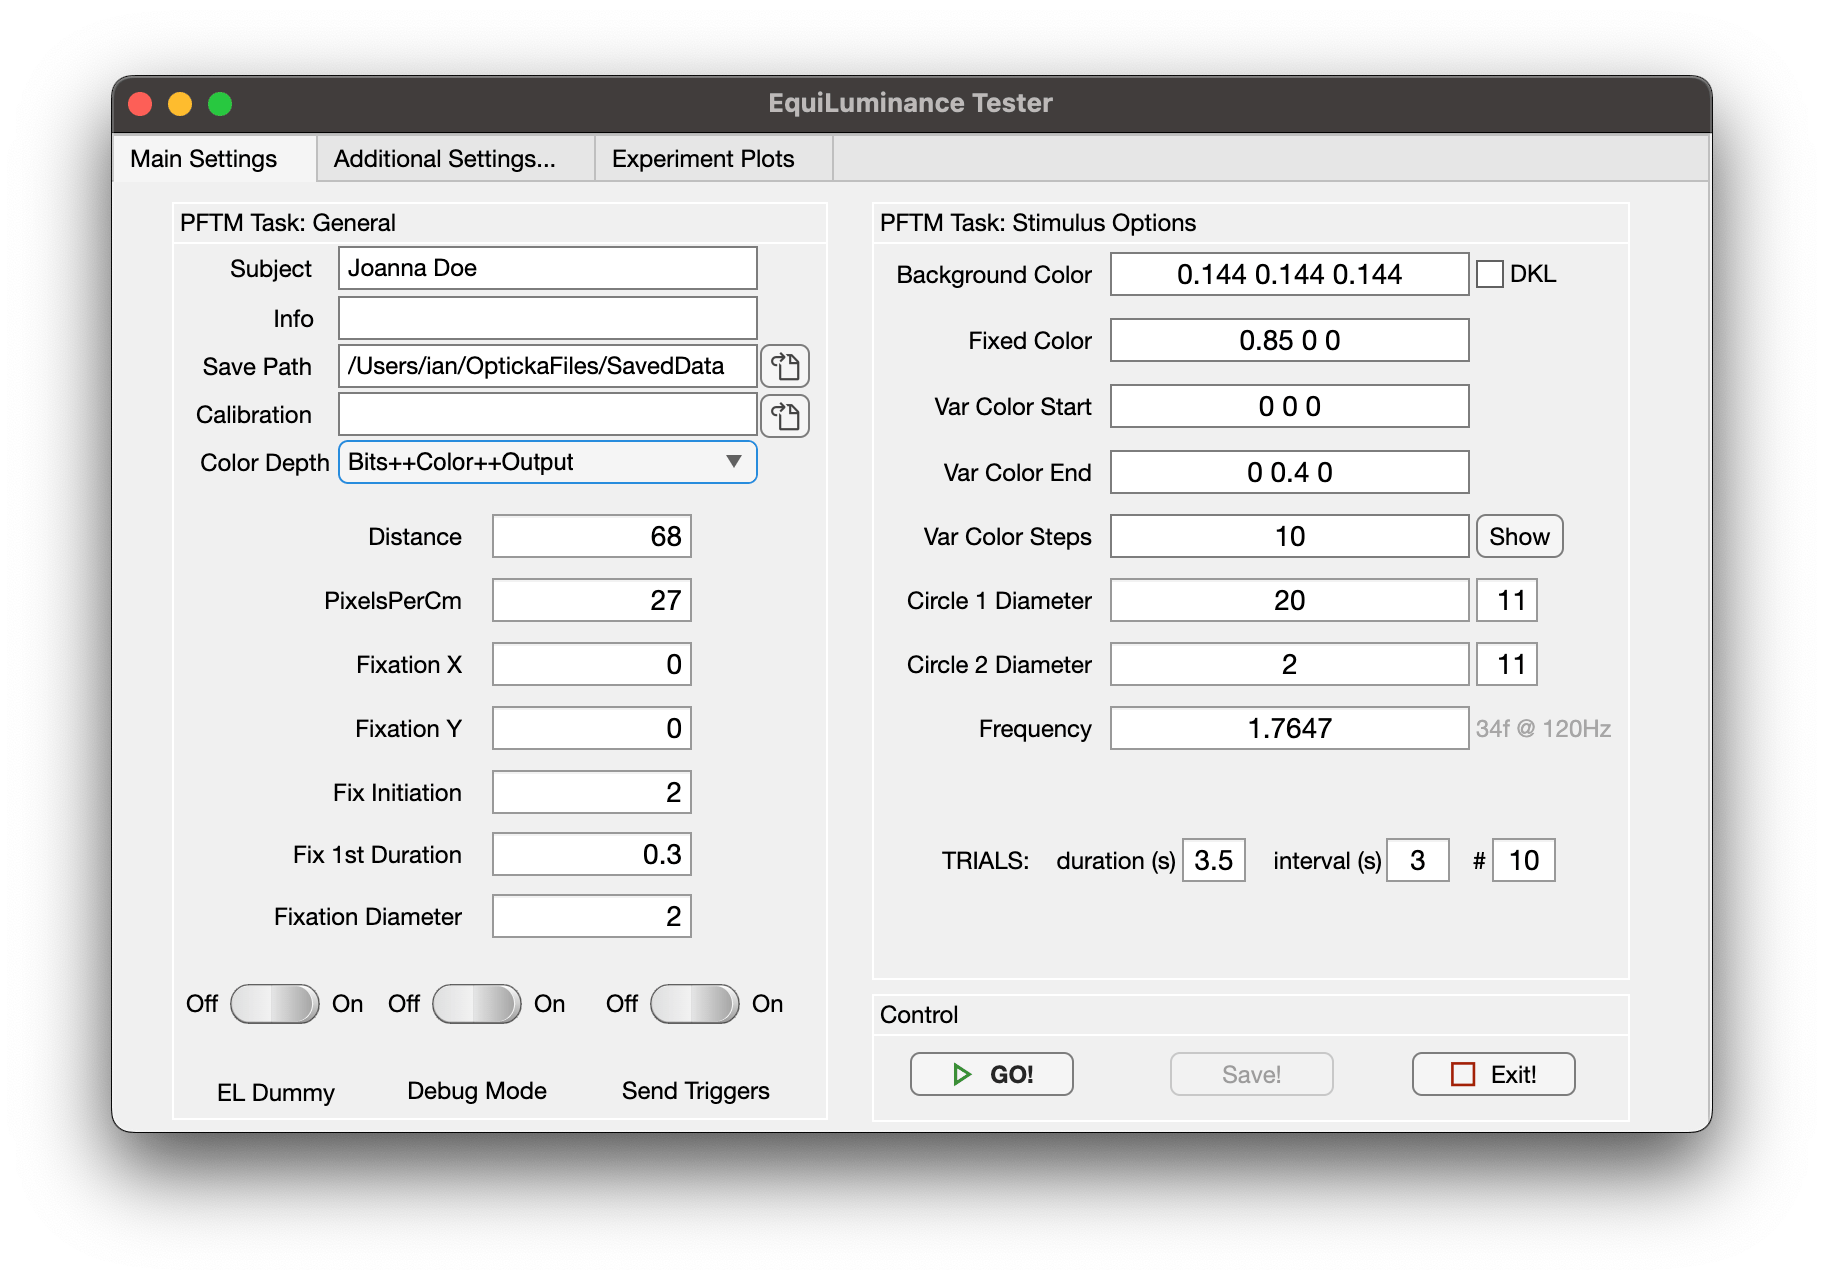 EquiLuminance Tester
Main Settings
Additional Settings...
Experiment Plots
PFTM Task: General
Subject
Joanna Doe
Info
Save Path
/Users/ian/OptickaFiles/SavedData
Calibration
Color Depth
Bits++Color++Output
Distance
68
PixelsPerCm
27
Fixation X
0
Fixation Y
0
Fix Initiation
2
Fix 1st Duration
0.3
Fixation Diameter
2
Off
On
Off
On
Off
On
EL Dummy
Debug Mode
Send Triggers
PFTM Task: Stimulus Options
Background Color
0.144 0.144 0.144
DKL
Fixed Color
0.85 0 0
Var Color Start
0 0 0
Var Color End
0 0.4 0
Var Color Steps
10
Show
Circle 1 Diameter
20
11
Circle 2 Diameter
2
11
Frequency
1.7647
34f @ 120Hz
TRIALS: duration (s) 3.5 interval (s) 3 # 10
Control
GO!
Save!
Exit!